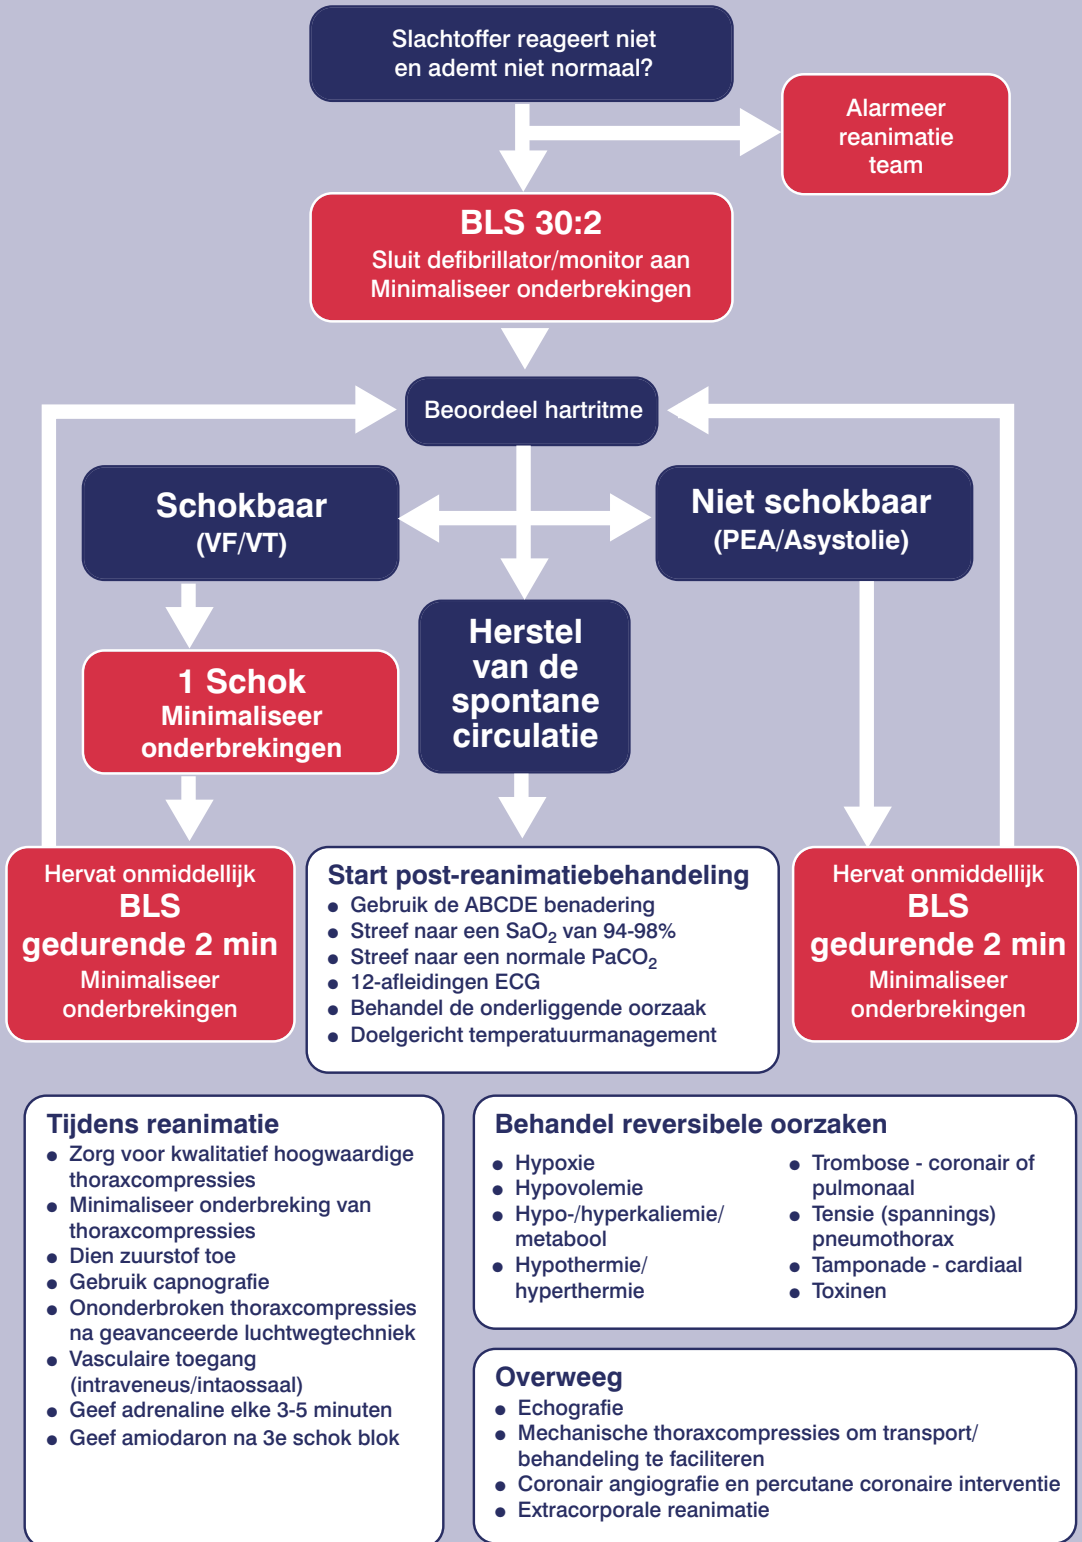 Slachtoffer reageert niet
en ademt niet normaal?
Alarmeer
reanimatie
team
BLS 30:2
Sluit defibrillator/monitor aan
Minimaliseer onderbrekingen
Beoordeel hartritme
Schokbaar
(VF/VT)
Niet schokbaar
(PEA/Asystolie)
1 Schok
Minimaliseer
onderbrekingen
Herstel
van de
spontane
circulatie
Hervat onmiddellijk
BLS
gedurende 2 min
Minimaliseer
onderbrekingen
Start post-reanimatiebehandeling
● Gebruik de ABCDE benadering
● Streef naar een SaO₂ van 94-98%
● Streef naar een normale PaCO₂
● 12-afleidingen ECG
● Behandel de onderliggende oorzaak
● Doelgericht temperatuurmanagement
Hervat onmiddellijk
BLS
gedurende 2 min
Minimaliseer
onderbrekingen
Tijdens reanimatie
● Zorg voor kwalitatief hoogwaardige
thoraxcompressies
● Minimaliseer onderbreking van
thoraxcompressies
● Dien zuurstof toe
● Gebruik capnografie
● Ononderbroken thoraxcompressies
na geavanceerde luchtwegtechniek
● Vasculaire toegang
(intraveneus/intaossaal)
● Geef adrenaline elke 3-5 minuten
● Geef amiodaron na 3e schok blok
Behandel reversibele oorzaken
● Hypoxie
● Hypovolemie
● Hypo-/hyperkaliemie/
metabool
● Hypothermie/
hyperthermie
● Trombose - coronair of
pulmonaal
● Tensie (spannings)
pneumothorax
● Tamponade - cardiaal
● Toxinen
Overweeg
● Echografie
● Mechanische thoraxcompressies om transport/
behandeling te faciliteren
● Coronair angiografie en percutane coronaire interventie
● Extracorporale reanimatie